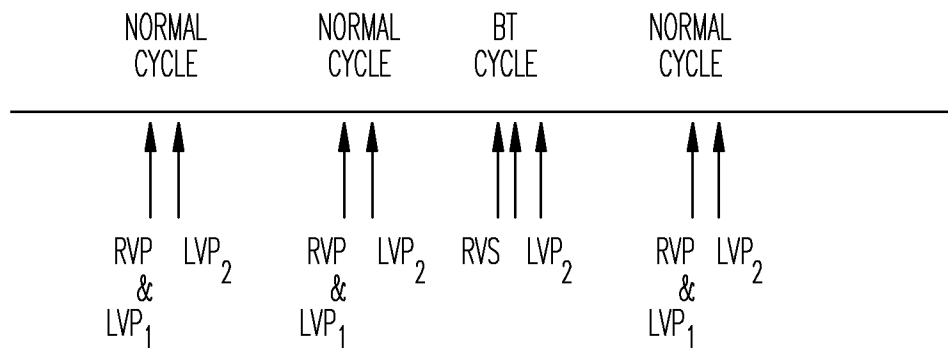 NORMAL
CYCLE
NORMAL
CYCLE
BT
CYCLE
NORMAL
CYCLE
RVP
&
LVP₁
LVP₂
RVP
&
LVP₁
LVP₂
RVS
LVP₂
RVP
&
LVP₁
LVP₂